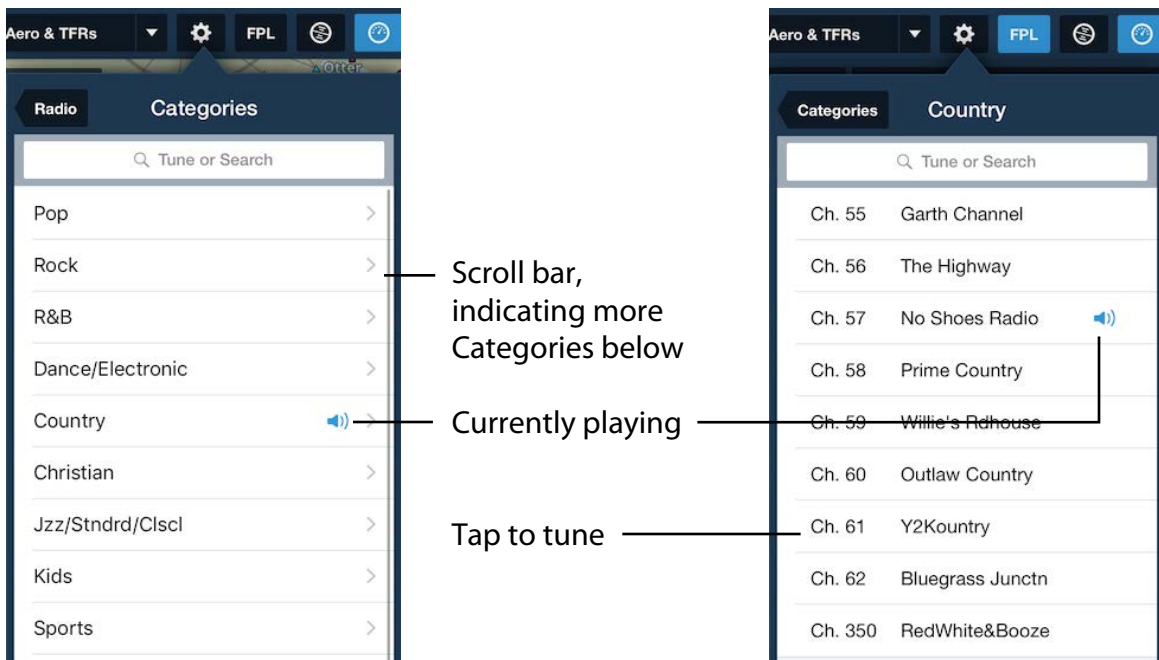 Aero & TFRs FPL
Otter
Radio Categories
Tune or Search
Pop
Rock
R&B
Dance/Electronic
Country
Christian
Jzz/Stndrd/Clscl
Kids
Sports
Scroll bar,
indicating more
Categories below
Currently playing
Tap to tune
Aero & TFRs FPL
Categories Country
Tune or Search
Ch. 55 Garth Channel
Ch. 56 The Highway
Ch. 57 No Shoes Radio
Ch. 58 Prime Country
Ch. 59 Willie's Rdhouse
Ch. 60 Outlaw Country
Ch. 61 Y2Kountry
Ch. 62 Bluegrass Junctn
Ch. 350 RedWhite&Booze